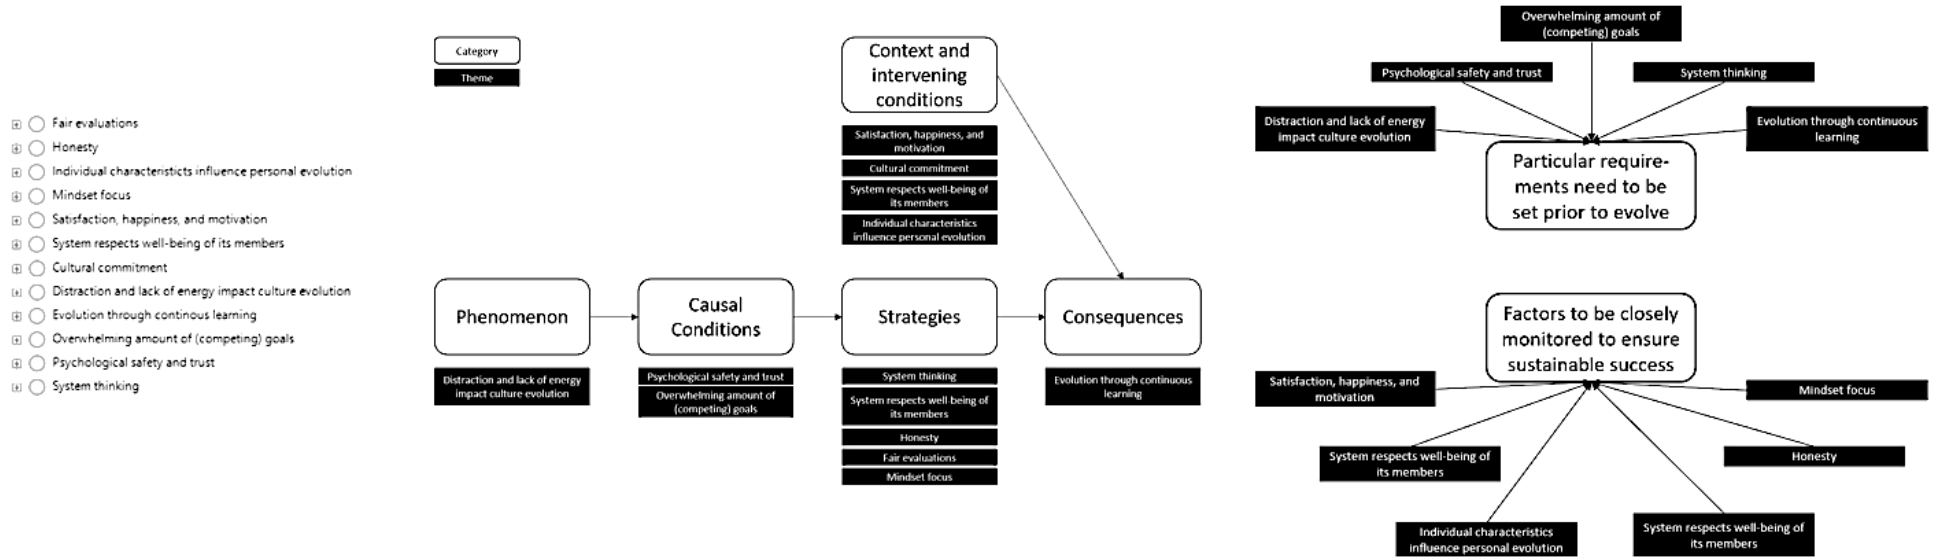 Fair evaluations
Honesty
Individual characteristicts influence personal evolution
Mindset focus
Satisfaction, happiness, and motivation
System respects well-being of its members
Cultural commitment
Distraction and lack of energy impact culture evolution
Evolution through continous learning
Overwhelming amount of (competing) goals
Psychological safety and trust
System thinking
Category
Theme
Context and
intervening
conditions
Satisfaction, happiness, and
motivation
Cultural commitment
System respects well-being of
its members
Individual characteristics
influence personal evolution
Phenomenon
Distraction and lack of energy
impact culture evolution
Causal
Conditions
Psychological safety and trust
Overwhelming amount of
(competing) goals
Strategies
System thinking
System respects well-being of
its members
Honesty
Fair evaluations
Mindset focus
Consequences
Evolution through continuous
learning
Overwhelming amount of
(competing) goals
Psychological safety and trust
System thinking
Distraction and lack of energy
impact culture evolution
Evolution through continuous
learning
Particular require-
ments need to be
set prior to evolve
Factors to be closely
monitored to ensure
sustainable success
Satisfaction, happiness, and
motivation
Mindset focus
System respects well-being of
its members
Honesty
Individual characteristics
influence personal evolution
System respects well-being of
its members